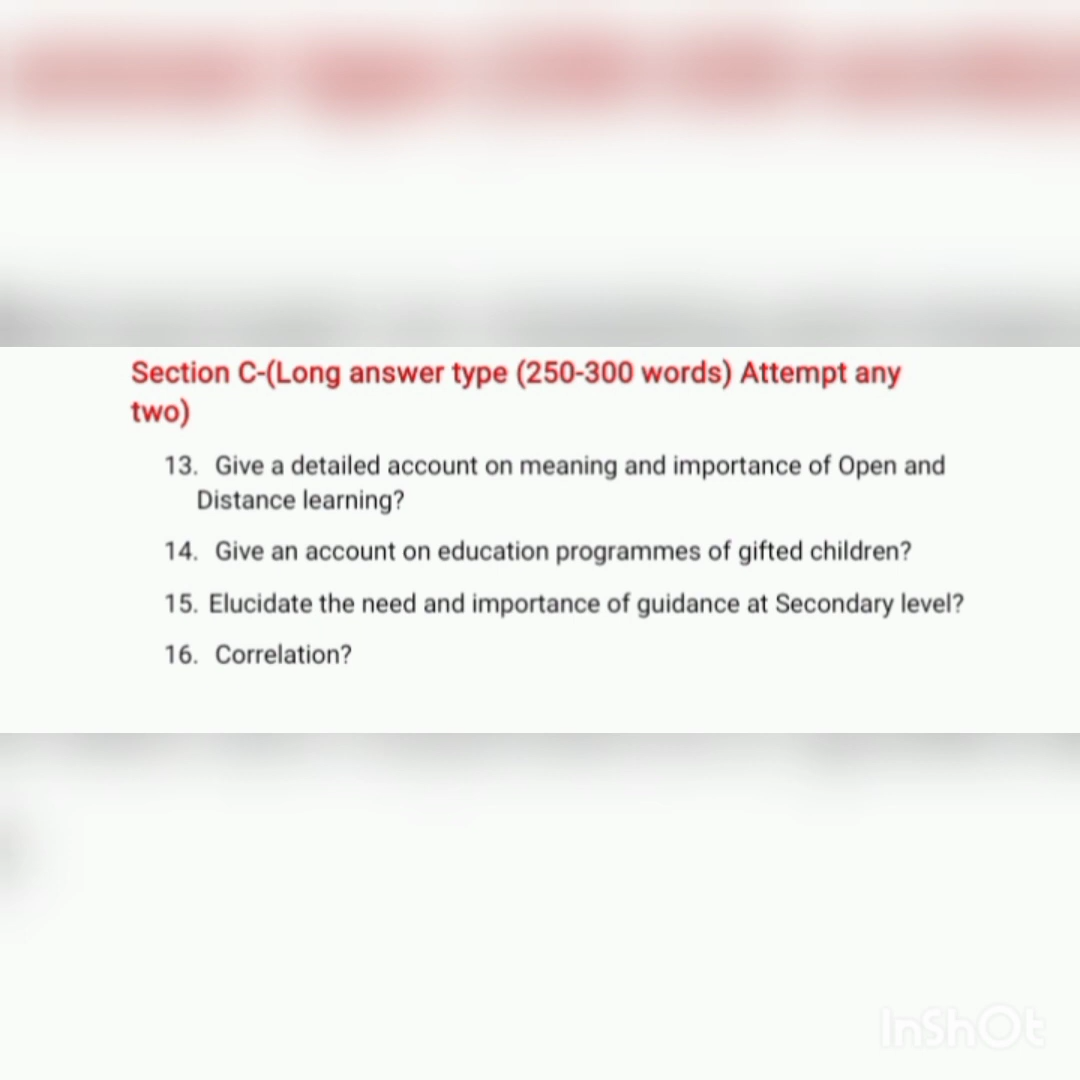 Section C-(Long answer type (250-300 words) Attempt any
two)
13. Give a detailed account on meaning and importance of Open and
Distance learning?
14. Give an account on education programmes of gifted children?
15. Elucidate the need and importance of guidance at Secondary level?
16. Correlation?
InShOt